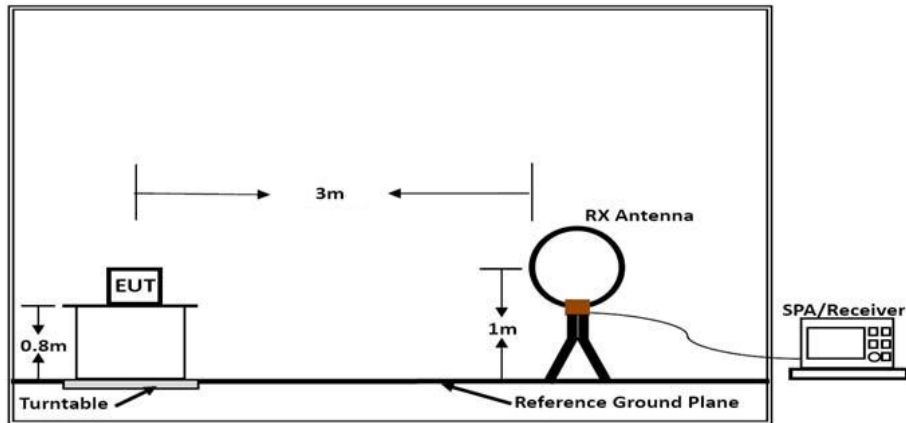 3m
RX Antenna
EUT
SPA/Receiver
1m
0.8m
Turntable
Reference Ground Plane